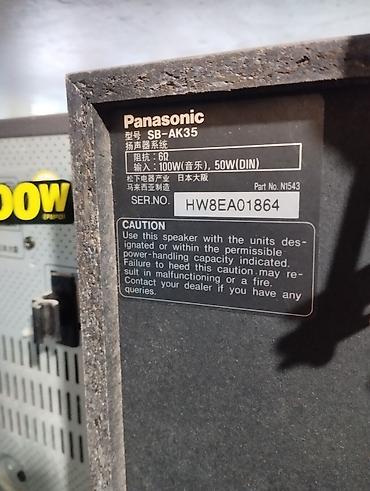 Panasonic
型号 SB-AK35
扬声器系统
阻抗: 6Ω
输入: 100W(音乐), 50W(DIN)
松下电器产业 日本大阪
马来西亚制造 Part No. N1543
SER.NO. HW8EA01864
CAUTION
Use this speaker with the units des-
ignated or within the permissible
power-handling capacity indicated.
Failure to heed this caution may re-
sult in malfunctioning or a fire.
Contact your dealer if you have any
queries.
00W